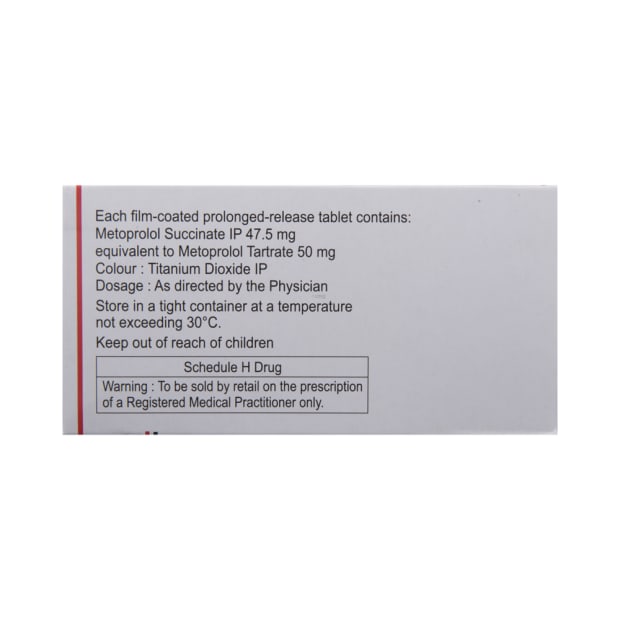 Each film-coated prolonged-release tablet contains:
Metoprolol Succinate IP 47.5 mg
equivalent to Metoprolol Tartrate 50 mg
Colour : Titanium Dioxide IP
Dosage : As directed by the Physician
Store in a tight container at a temperature
not exceeding 30°C.
Keep out of reach of children
Schedule H Drug
Warning : To be sold by retail on the prescription
of a Registered Medical Practitioner only.